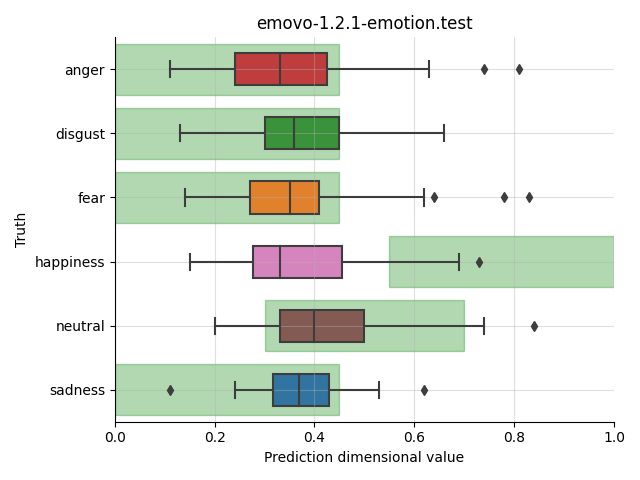 emovo-1.2.1-emotion.test
anger
disgust
fear
happiness
neutral
sadness
Truth
0.0 0.2 0.4 0.6 0.8 1.0
Prediction dimensional value